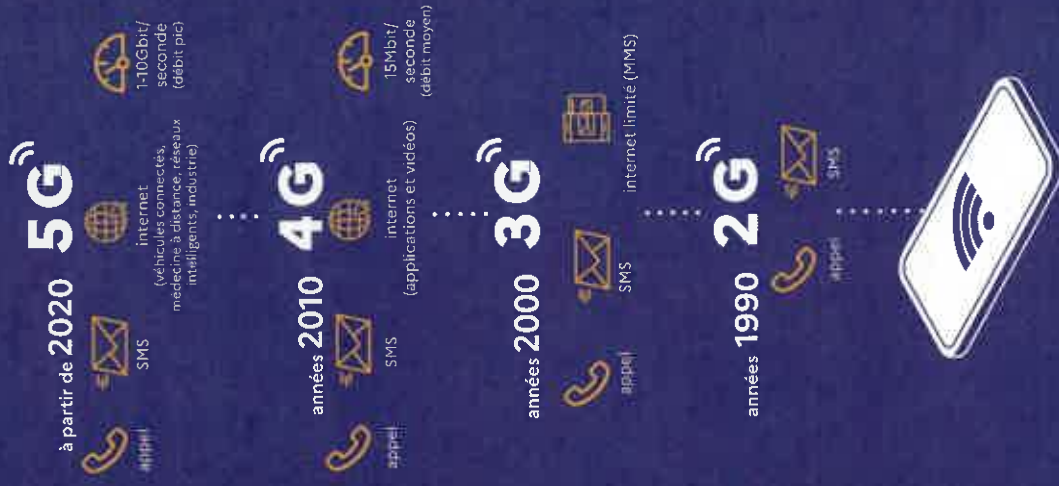 à partir de 2020 5G
appel
SMS
internet
(véhicules connectés,
médecine à distance, réseaux
intelligents, industrie)
1-10Gbit/
seconde
(débit pic)
années 2010 4G
appel
SMS
internet
(applications et vidéos)
15Mbit/
seconde
(débit moyen)
années 2000 3G
appel
SMS
internet limité (MMS)
années 1990 2G
appel
SMS